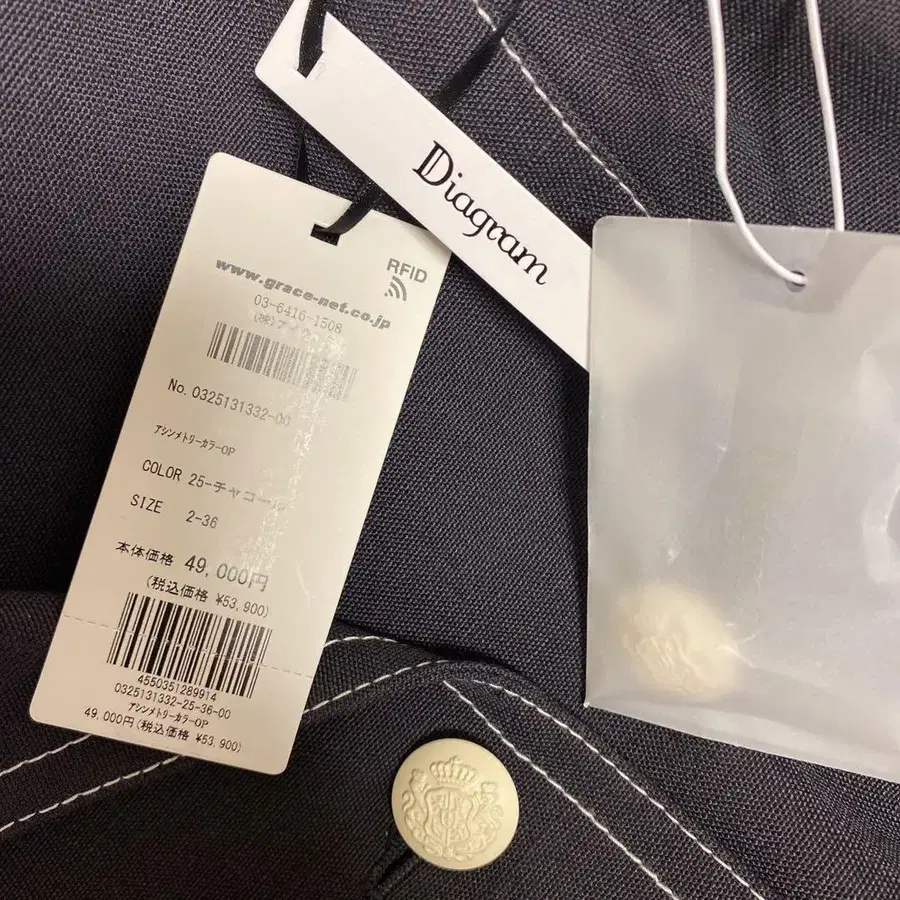 Diagram
RFID
www.grace-net.co.jp
03-6416-1508
(株)アイ
No. 0325131332-00
アシンメトリーカラーOP
COLOR 25-チャコール
SIZE 2-36
本体価格 49,000円
(税込価格 ¥53,900)
4550351289914
0325131332-25-36-00
アシンメトリーカラーOP
49,000円(税込価格 ¥53,900)